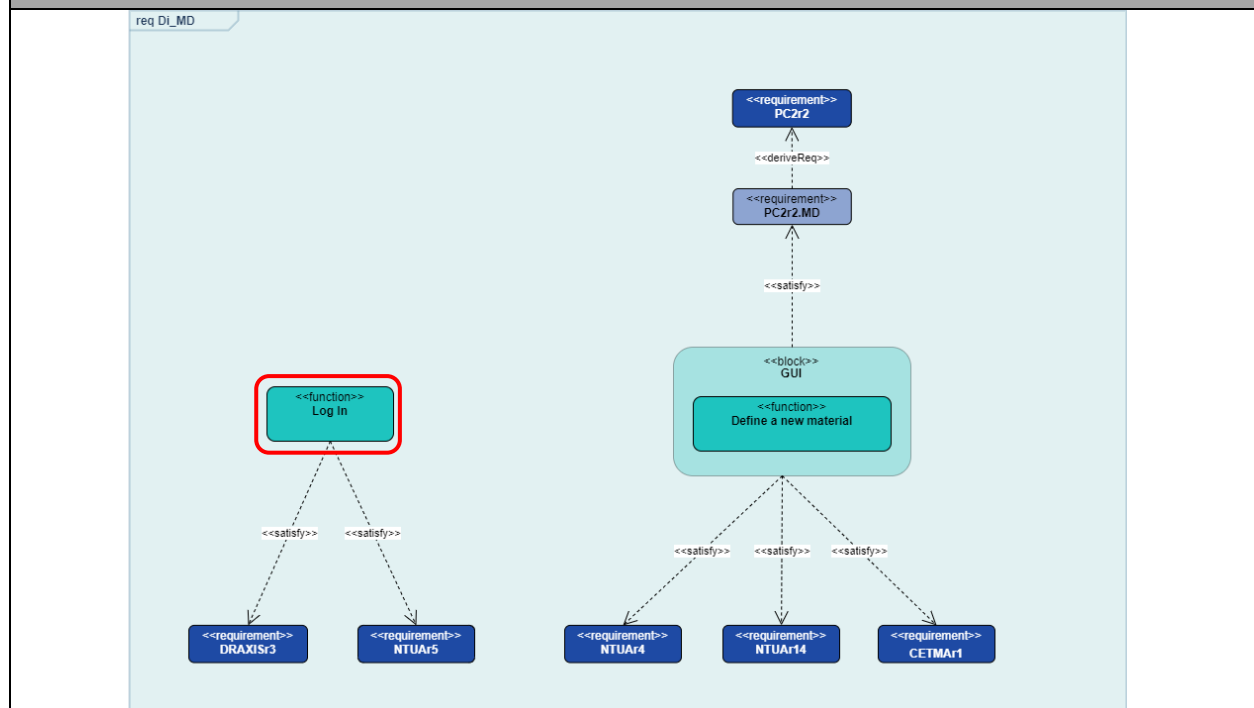 req Di_MD
<<requirement>>
PC2r2
<<deriveReq>>
<<requirement>>
PC2r2.MD
<<satisfy>>
<<block>>
GUI
<<function>>
Define a new material
<<function>>
Log In
<<satisfy>>
<<satisfy>>
<<satisfy>>
<<satisfy>>
<<satisfy>>
<<requirement>>
DRAXISr3
<<requirement>>
NTUAr5
<<requirement>>
NTUAr4
<<requirement>>
NTUAr14
<<requirement>>
CETMAr1